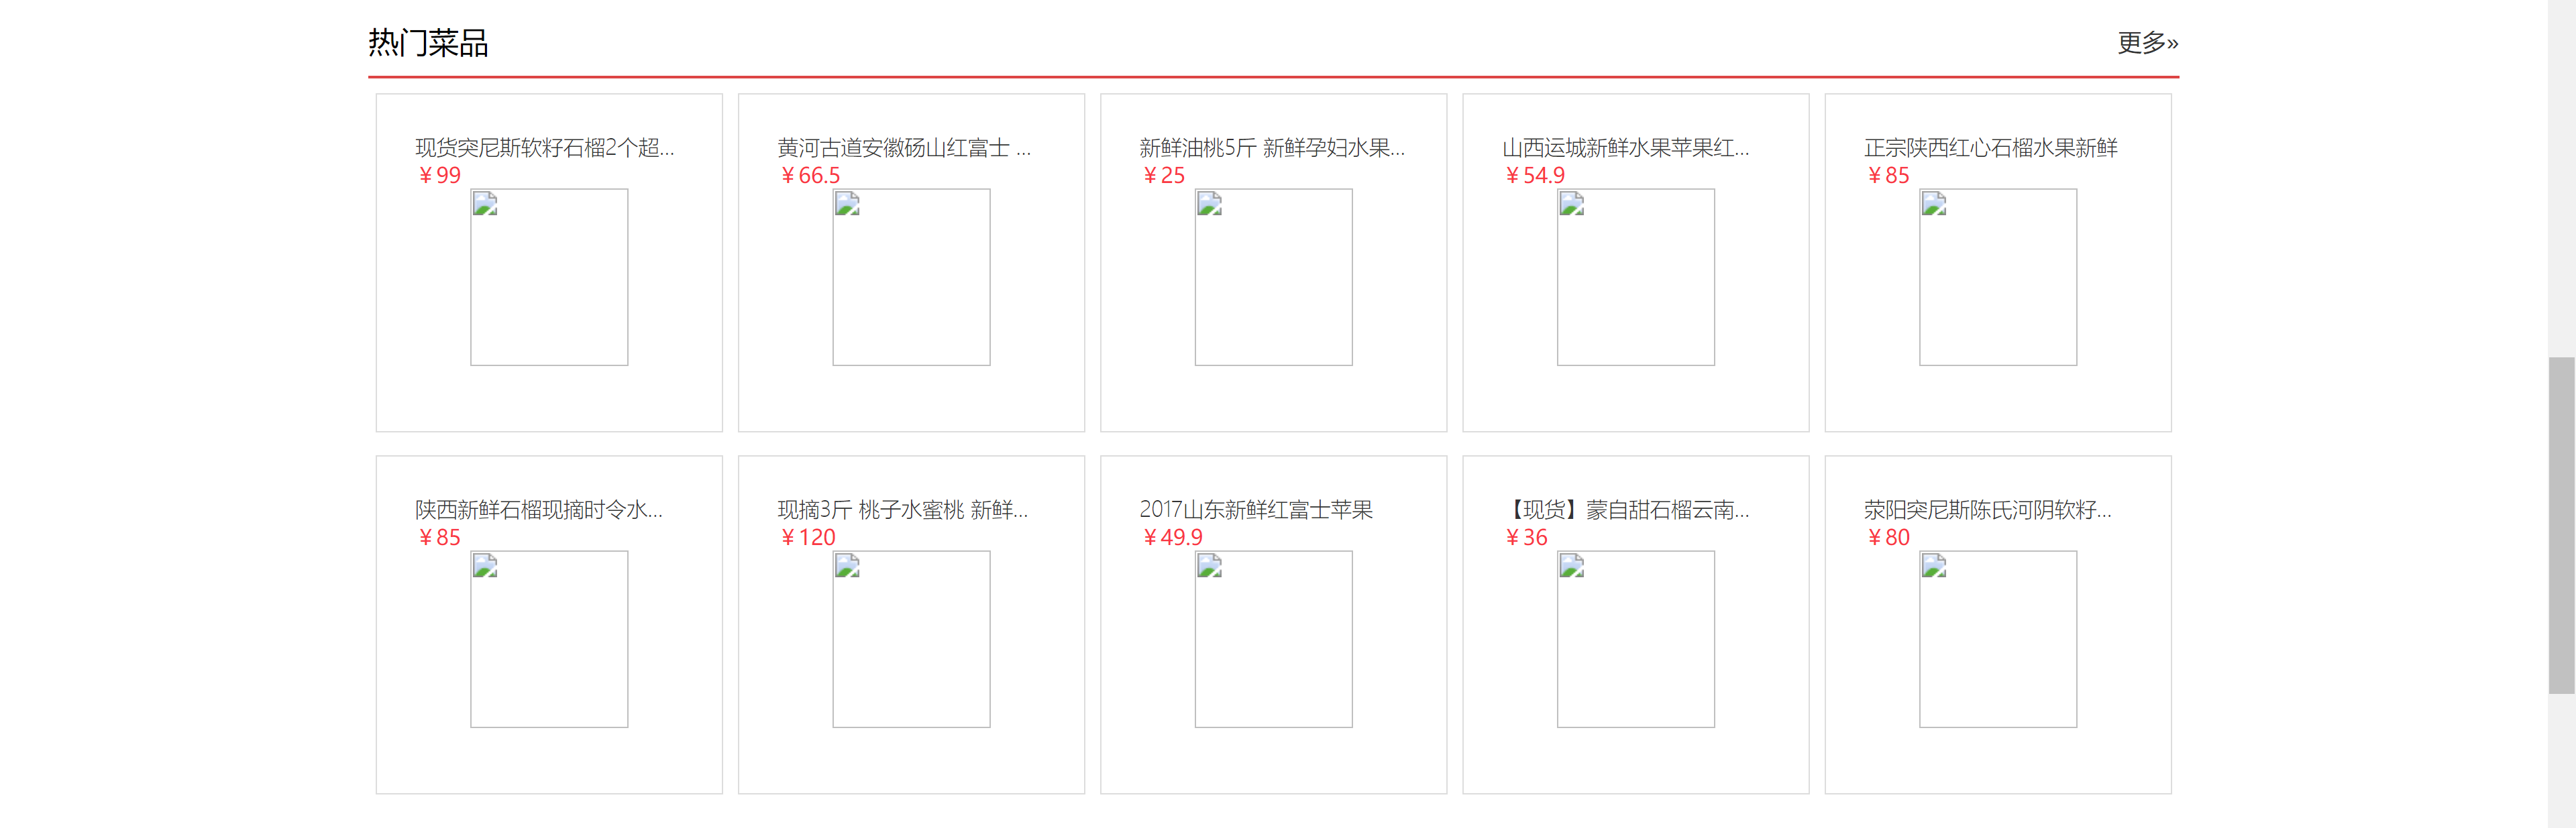 热门菜品
更多»
现货突尼斯软籽石榴2个超...
￥99
黄河古道安徽砀山红富士 ...
￥66.5
新鲜油桃5斤 新鲜孕妇水果...
￥25
山西运城新鲜水果苹果红...
￥54.9
正宗陕西红心石榴水果新鲜
￥85
陕西新鲜石榴现摘时令水...
￥85
现摘3斤 桃子水蜜桃 新鲜...
￥120
2017山东新鲜红富士苹果
￥49.9
【现货】蒙自甜石榴云南...
￥36
荥阳突尼斯陈氏河阴软籽...
￥80